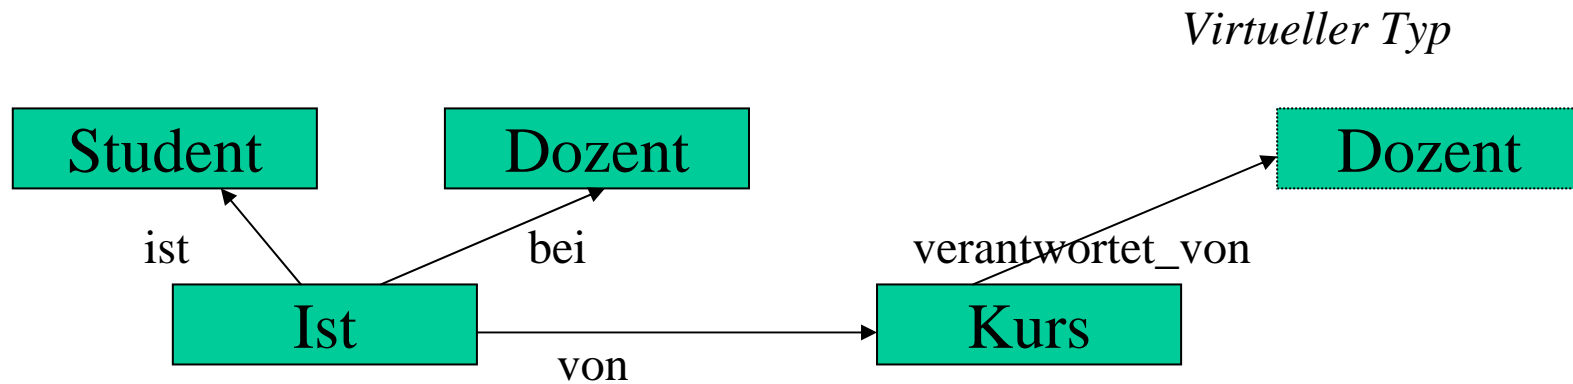 Virtueller Typ
Student
Dozent
Dozent
ist
bei
verantwortet_von
Ist
Kurs
von